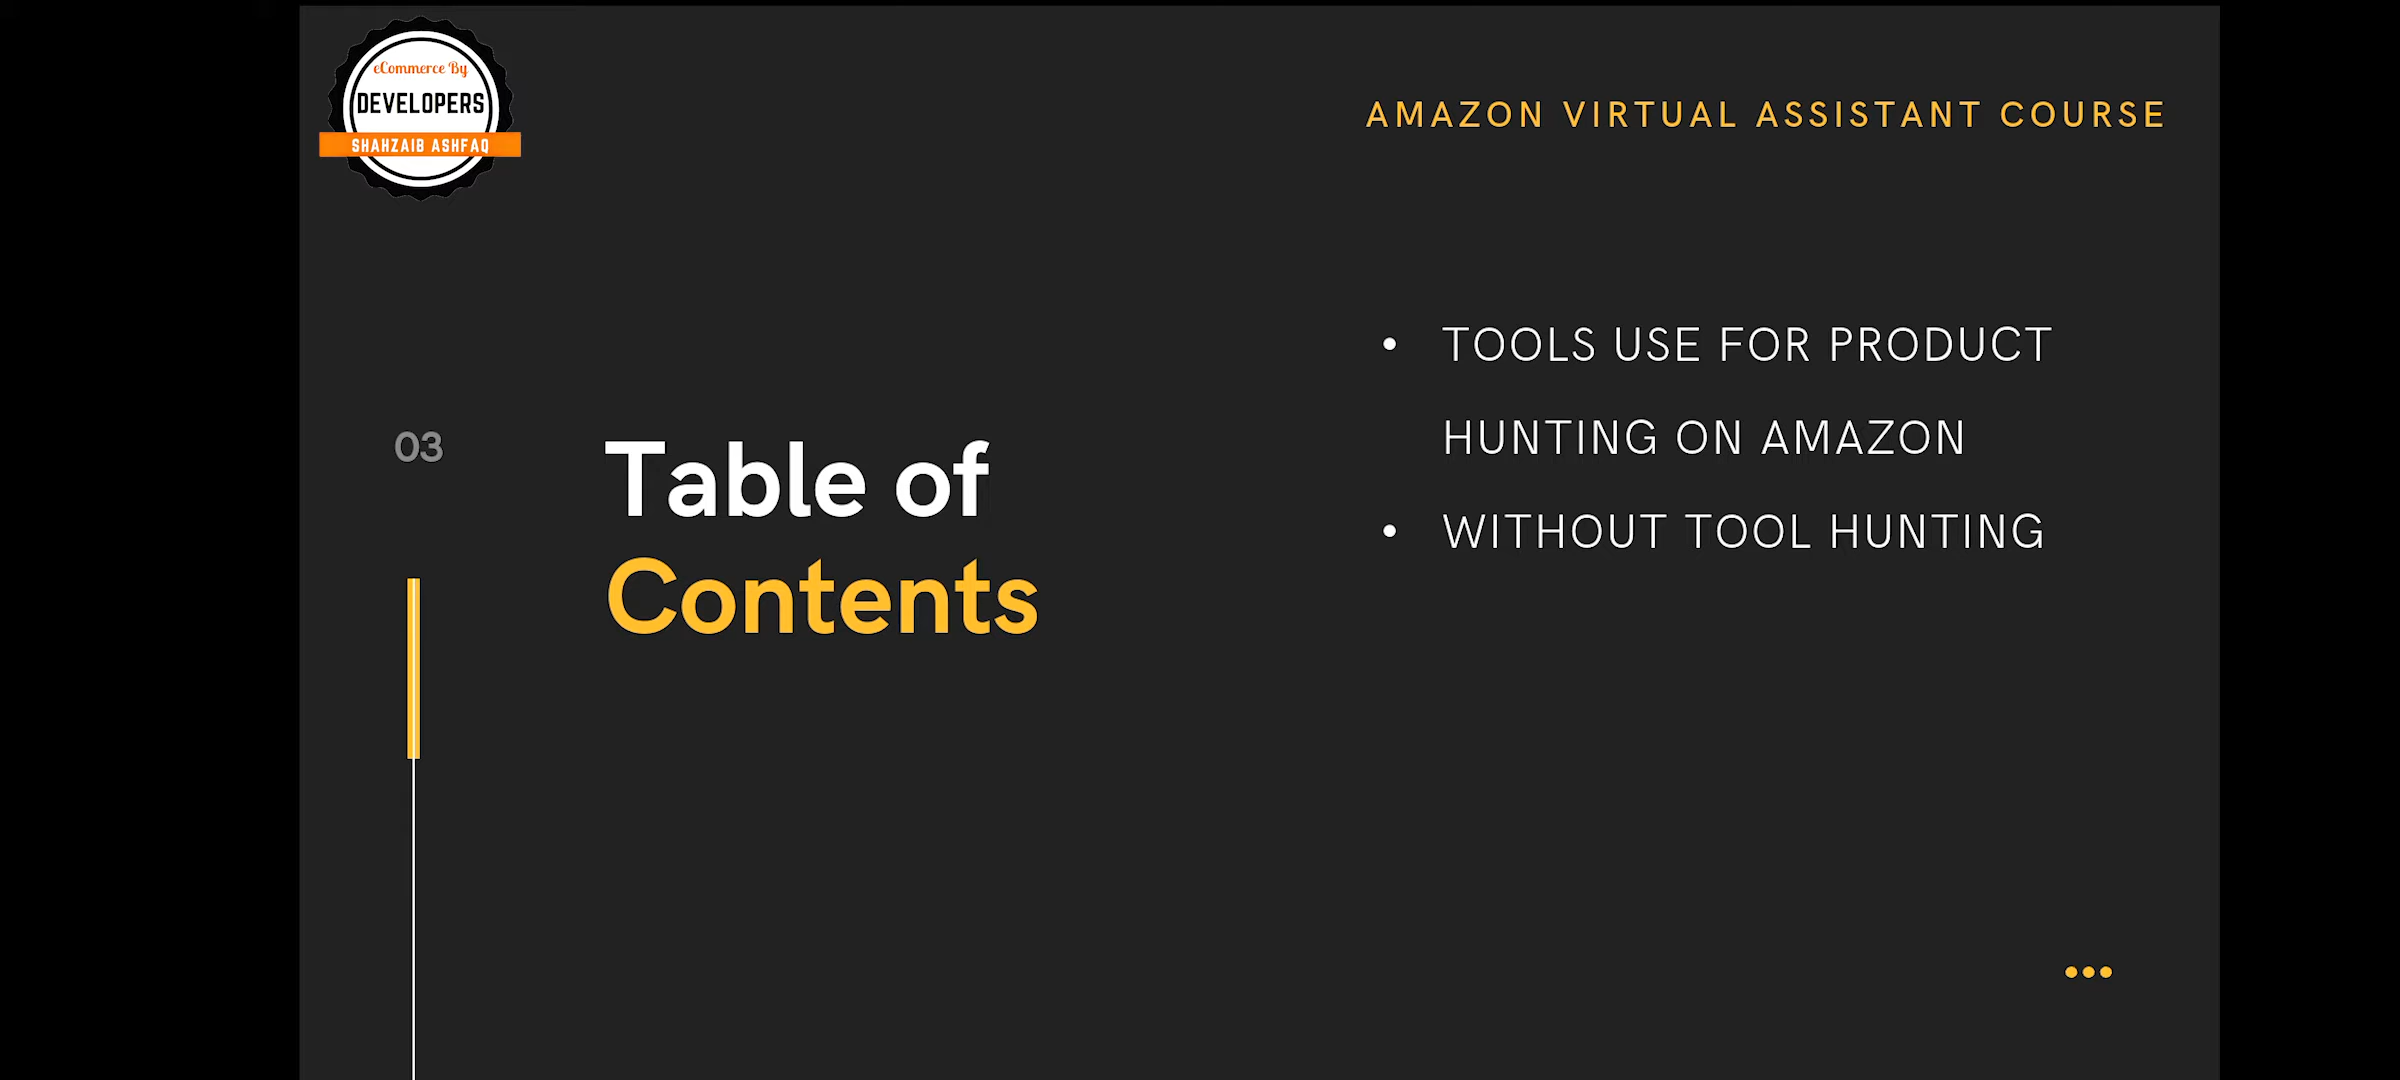 eCommerce By
DEVELOPERS
SHAHZAIB ASHFAQ
AMAZON VIRTUAL ASSISTANT COURSE
03
Table of
Contents
• TOOLS USE FOR PRODUCT
HUNTING ON AMAZON
• WITHOUT TOOL HUNTING